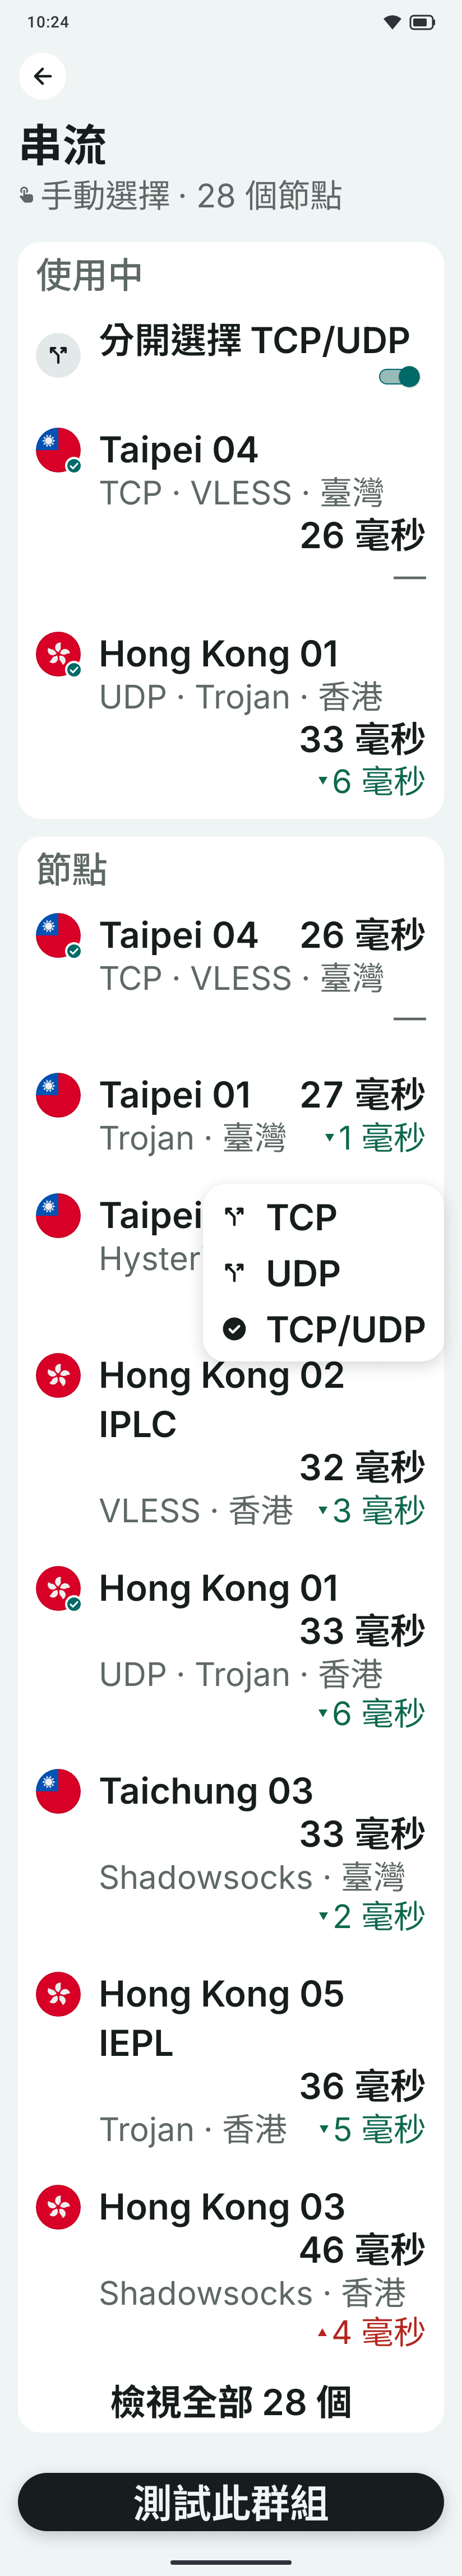 10:24
串流
手動選擇 · 28 個節點
使用中
分開選擇 TCP/UDP
Taipei 04
TCP · VLESS · 臺灣
26 毫秒
—
Hong Kong 01
UDP · Trojan · 香港
33 毫秒
▼6 毫秒
節點
Taipei 04 26 毫秒
TCP · VLESS · 臺灣
—
Taipei 01 27 毫秒
Trojan · 臺灣 ▼1 毫秒
Taipei
TCP
UDP
TCP/UDP
Hong Kong 02
IPLC
32 毫秒
VLESS · 香港 ▼3 毫秒
Hong Kong 01
33 毫秒
UDP · Trojan · 香港
▼6 毫秒
Taichung 03
33 毫秒
Shadowsocks · 臺灣
▼2 毫秒
Hong Kong 05
IEPL
36 毫秒
Trojan · 香港 ▼5 毫秒
Hong Kong 03
46 毫秒
Shadowsocks · 香港
▲4 毫秒
檢視全部 28 個
測試此群組